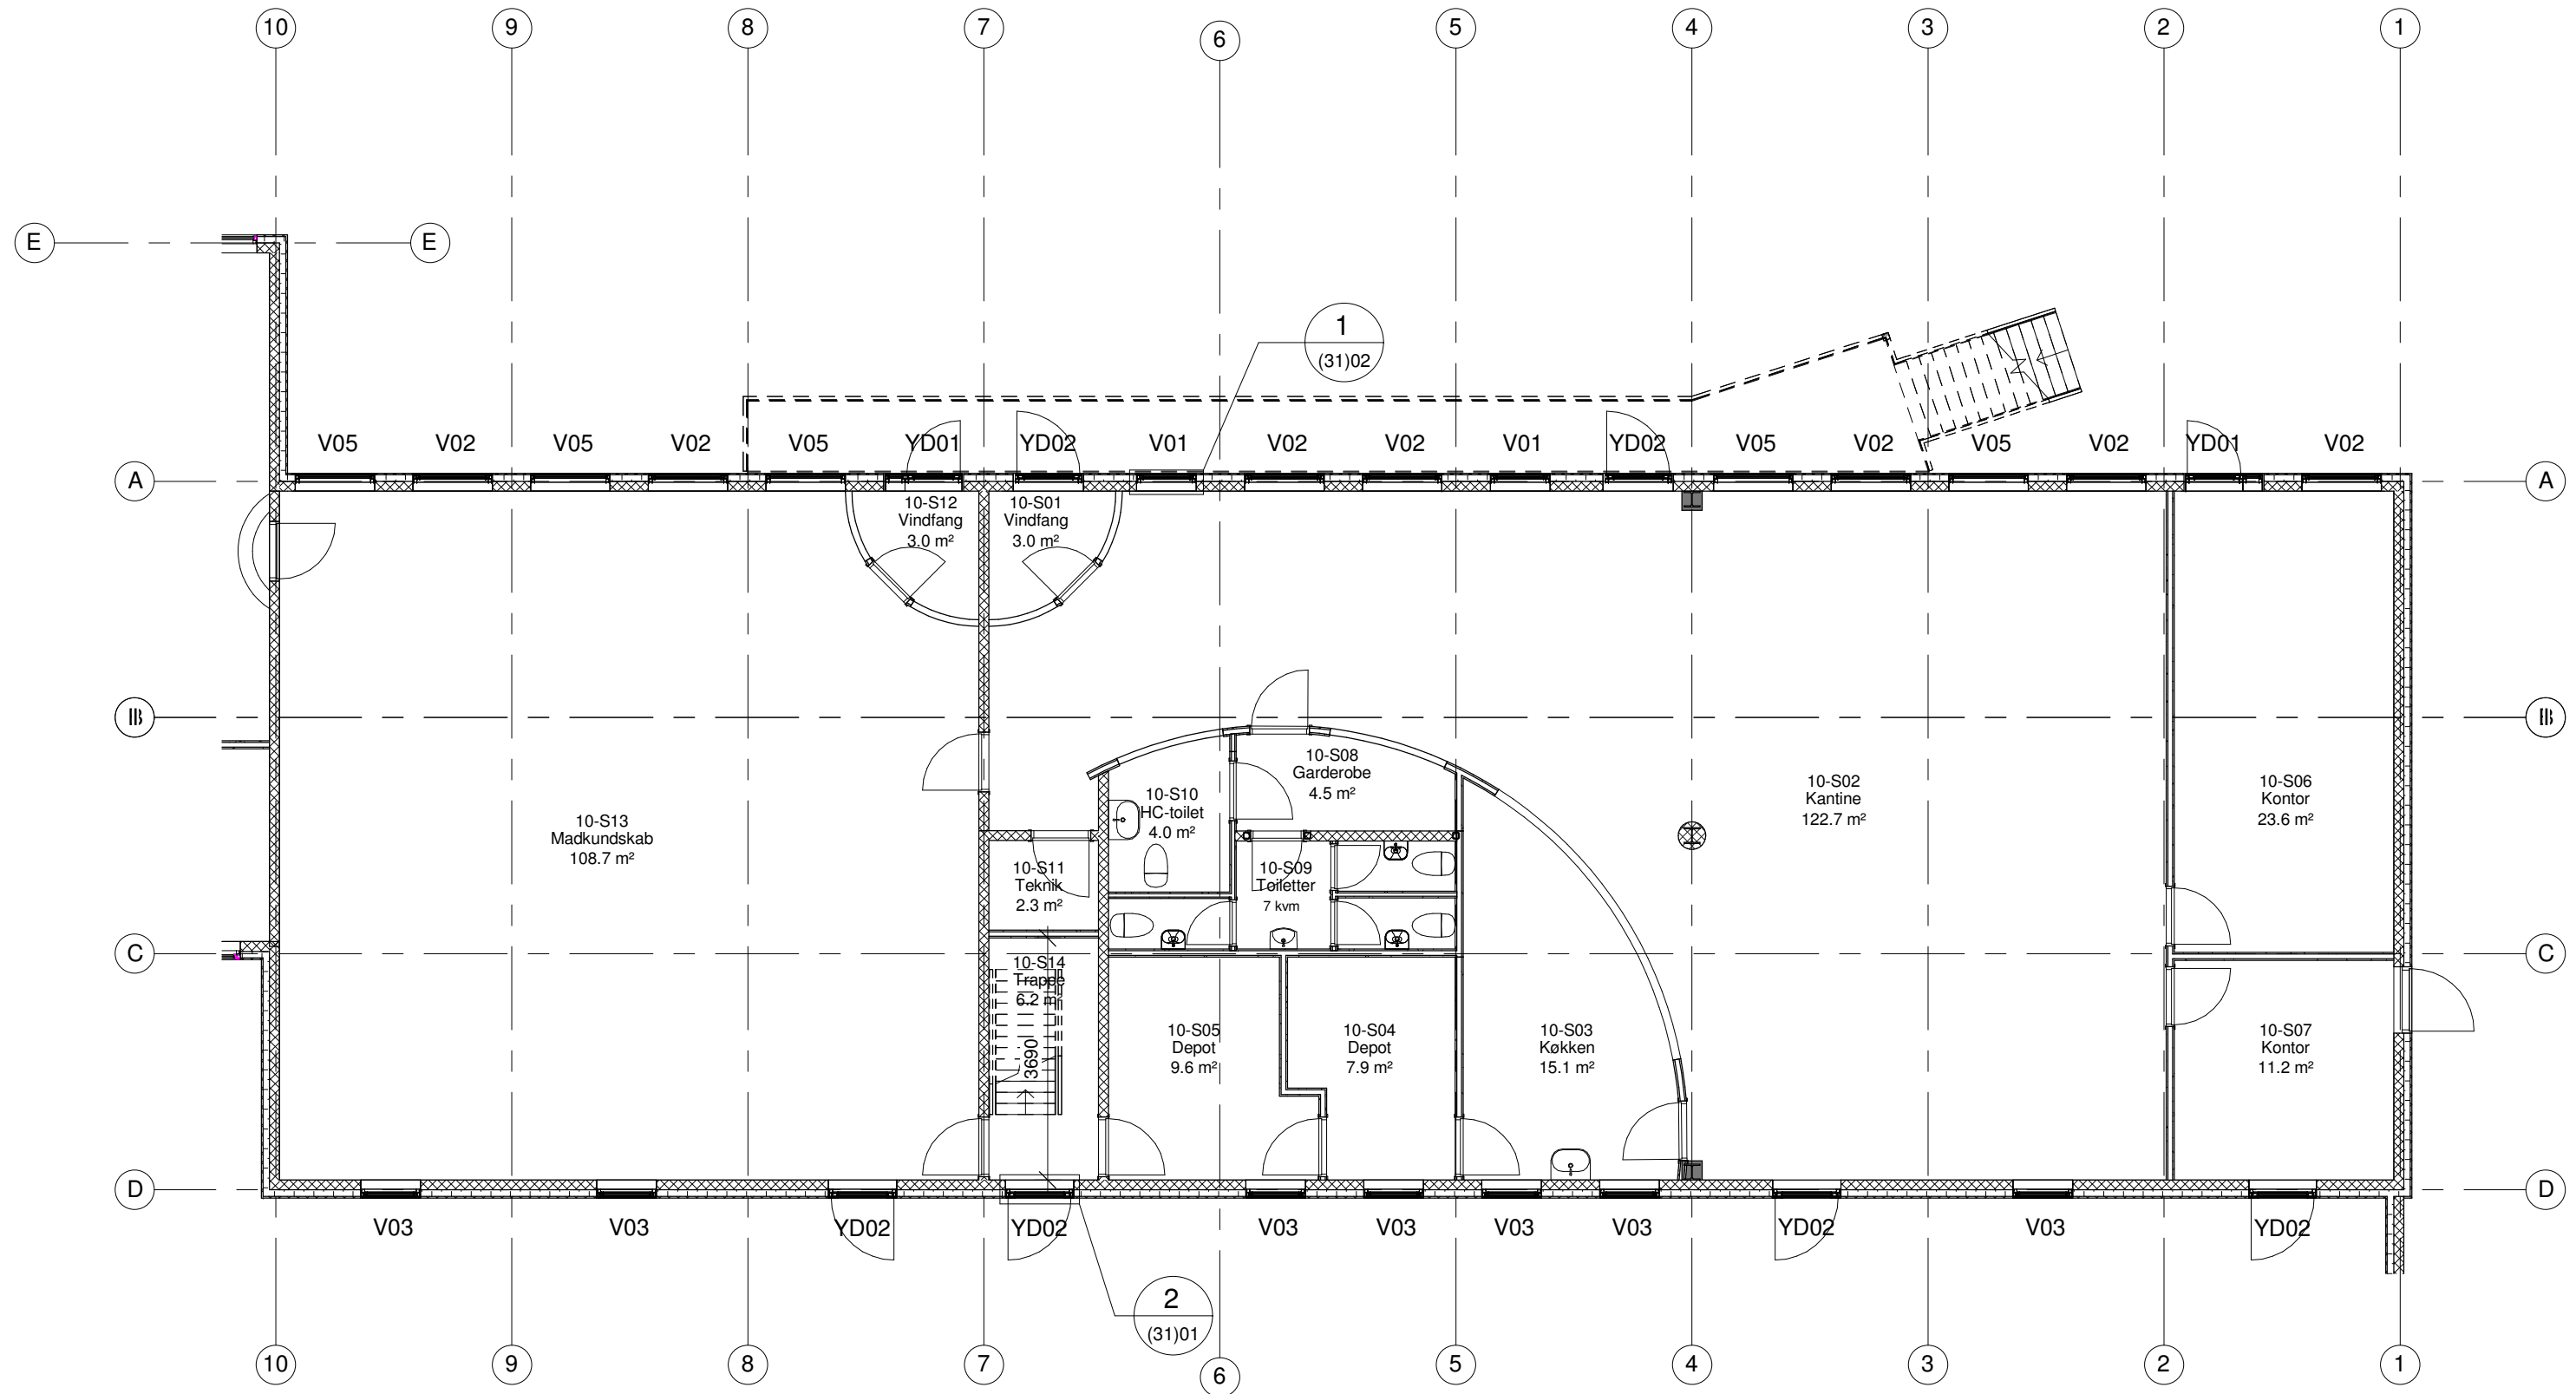 10
9
8
7
6
5
4
3
2
1
E
E
1
(31)02
V05
V02
V05
V02
V05
YD01
YD02
V01
V02
V02
V01
YD02
V05
V02
V05
V02
YD01
V02
A
A
10-S12
Vindfang
3.0 m²
10-S01
Vindfang
3.0 m²
B
B
10-S13
Madkundskab
108.7 m²
10-S10
HC-toilet
4.0 m²
10-S08
Garderobe
4.5 m²
10-S02
Kantine
122.7 m²
10-S06
Kontor
23.6 m²
10-S11
Teknik
2.3 m²
10-S09
Toiletter
7 kvm
C
C
10-S14
Trappe
6.2 m²
3690
10-S05
Depot
9.6 m²
10-S04
Depot
7.9 m²
10-S03
Køkken
15.1 m²
10-S07
Kontor
11.2 m²
D
D
V03
V03
YD02
YD02
V03
V03
V03
V03
YD02
V03
YD02
2
(31)01
10
9
8
7
6
5
4
3
2
1